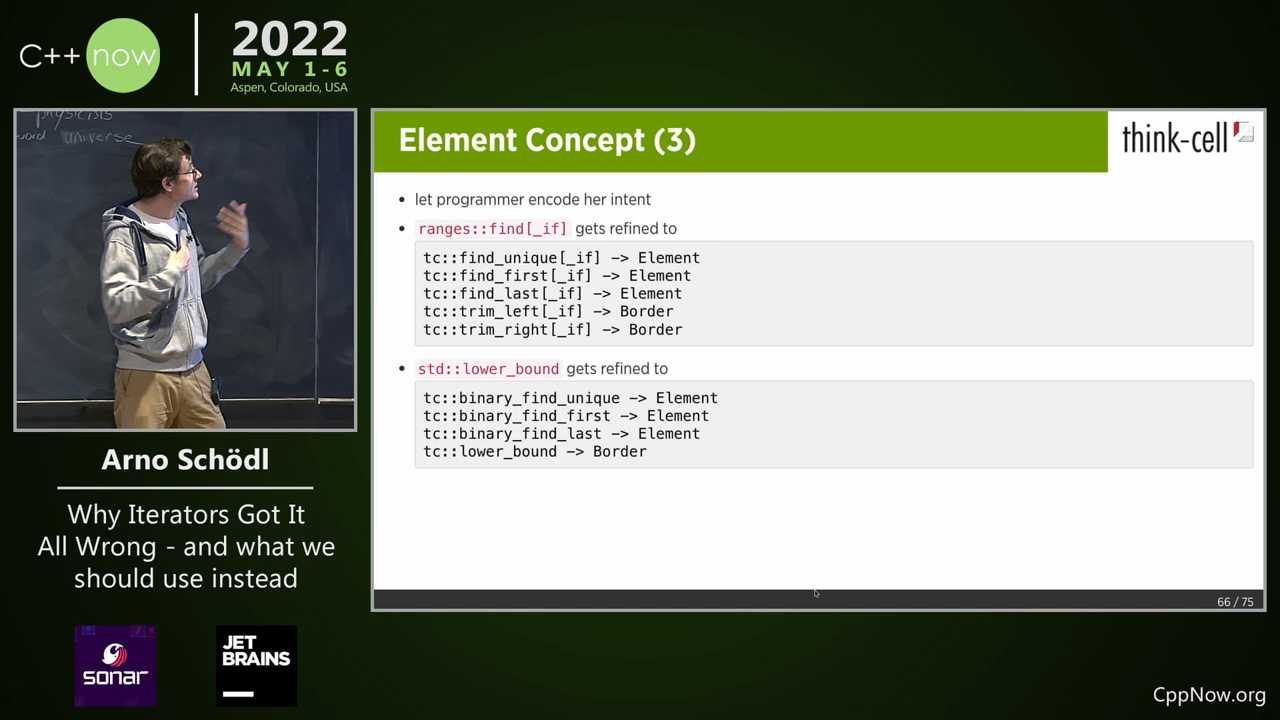 C++ now
2022
MAY 1-6
Aspen, Colorado, USA
physicists
word universe
Arno Schödl
Why Iterators Got It
All Wrong - and what we
should use instead
sonar
JET
BRAINS
Element Concept (3)
think-cell
• let programmer encode her intent
• ranges::find[_if] gets refined to
tc::find_unique[_if] -> Element
tc::find_first[_if] -> Element
tc::find_last[_if] -> Element
tc::trim_left[_if] -> Border
tc::trim_right[_if] -> Border
• std::lower_bound gets refined to
tc::binary_find_unique -> Element
tc::binary_find_first -> Element
tc::binary_find_last -> Element
tc::lower_bound -> Border
66 / 75
CppNow.org